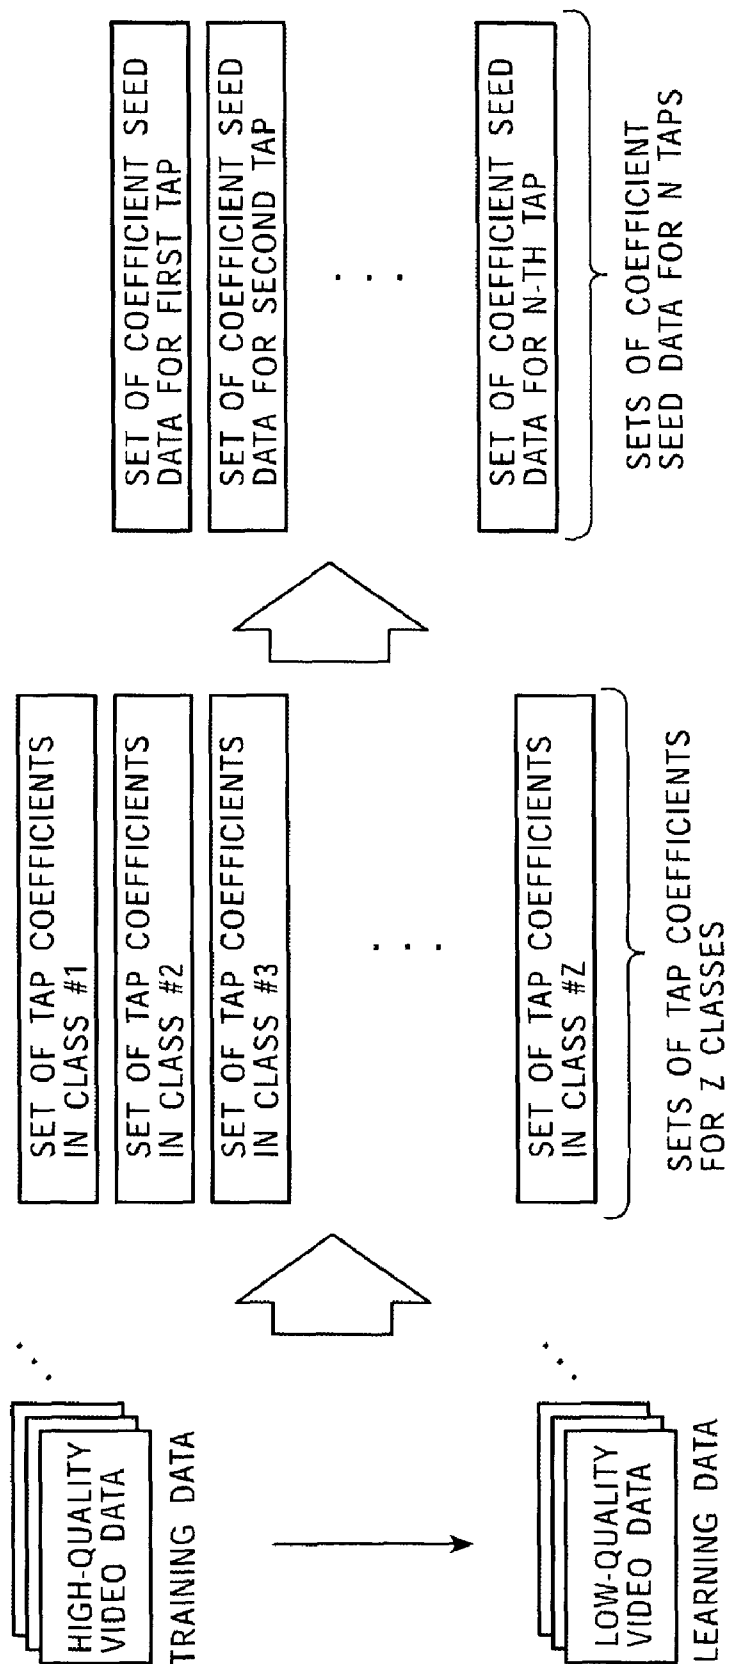 HIGH-QUALITY
VIDEO DATA
TRAINING DATA
LOW-QUALITY
VIDEO DATA
LEARNING DATA
SET OF TAP COEFFICIENTS
IN CLASS #1
SET OF TAP COEFFICIENTS
IN CLASS #2
SET OF TAP COEFFICIENTS
IN CLASS #3
. . .
SET OF TAP COEFFICIENTS
IN CLASS #Z
SETS OF TAP COEFFICIENTS
FOR Z CLASSES
SET OF COEFFICIENT SEED
DATA FOR FIRST TAP
SET OF COEFFICIENT SEED
DATA FOR SECOND TAP
. . .
SET OF COEFFICIENT SEED
DATA FOR N-TH TAP
SETS OF COEFFICIENT
SEED DATA FOR N TAPS